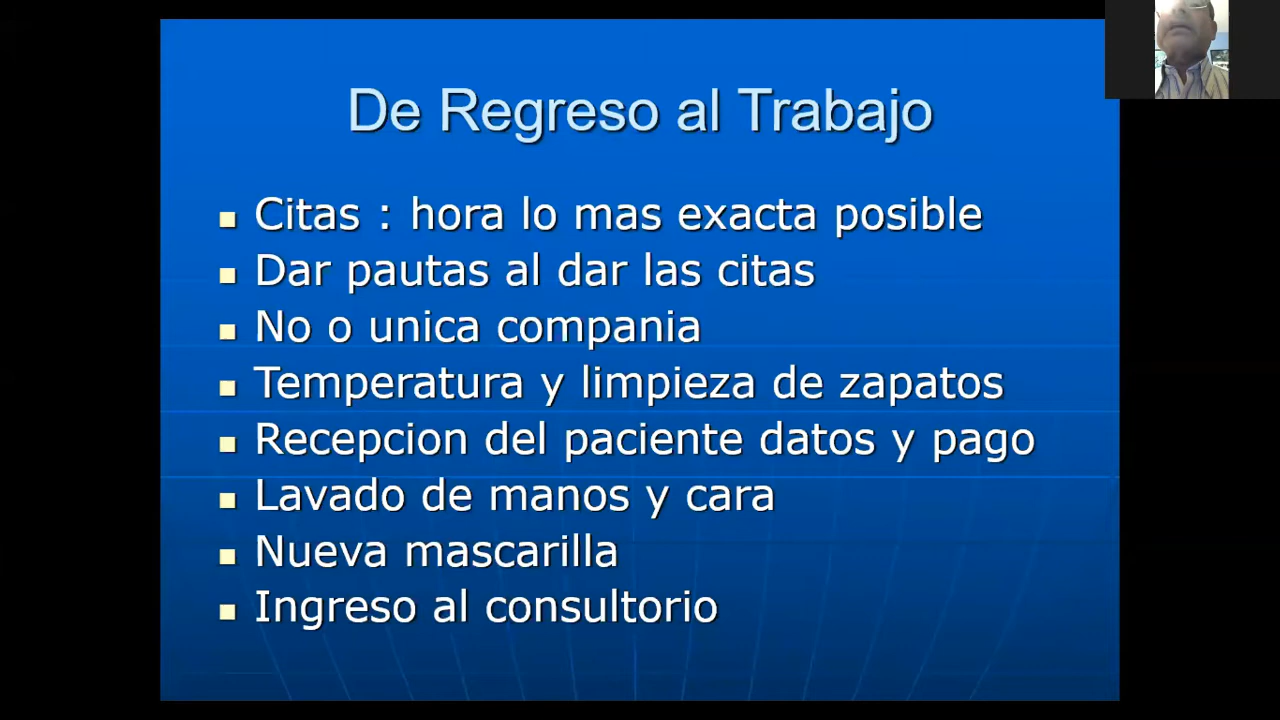 De Regreso al Trabajo
Citas : hora lo mas exacta posible
Dar pautas al dar las citas
No o unica compania
Temperatura y limpieza de zapatos
Recepcion del paciente datos y pago
Lavado de manos y cara
Nueva mascarilla
Ingreso al consultorio